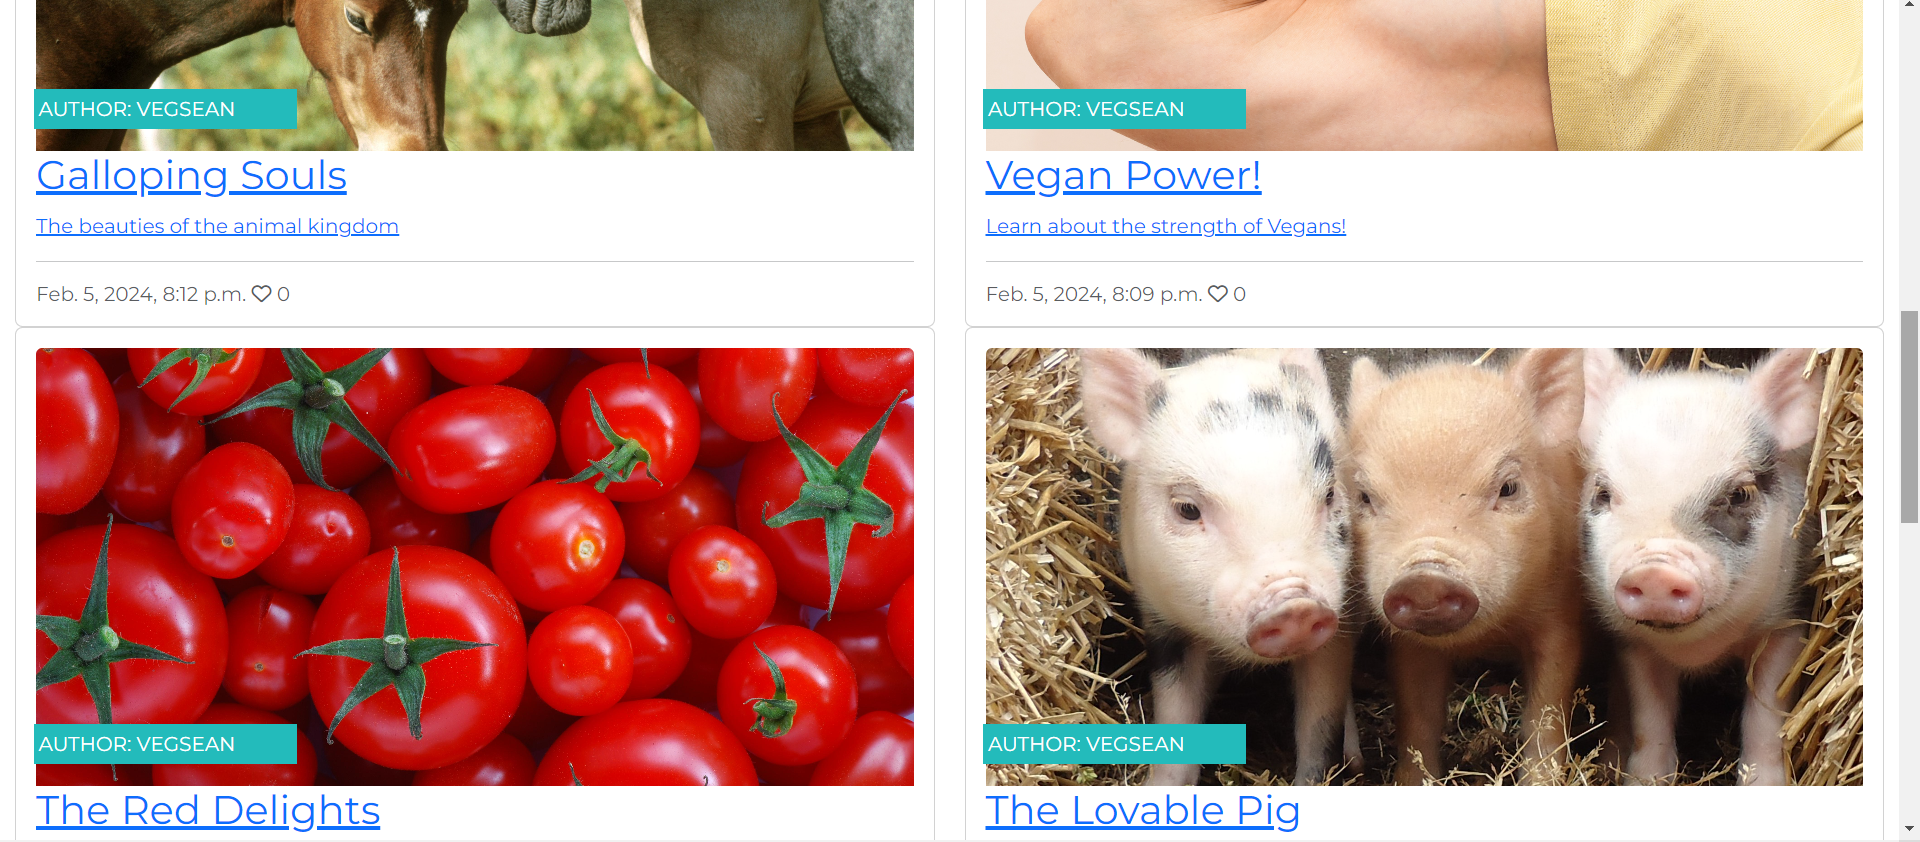 AUTHOR: VEGSEAN
Galloping Souls
The beauties of the animal kingdom
Feb. 5, 2024, 8:12 p.m. 0
AUTHOR: VEGSEAN
Vegan Power!
Learn about the strength of Vegans!
Feb. 5, 2024, 8:09 p.m. 0
AUTHOR: VEGSEAN
The Red Delights
AUTHOR: VEGSEAN
The Lovable Pig